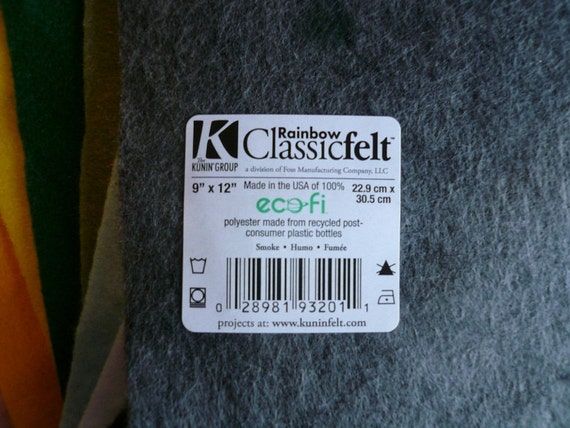 K
The
KUNIN GROUP
Rainbow
Classicfelt™
a division of Foss Manufacturing Company, LLC
9" x 12"
Made in the USA of 100%
22.9 cm x
30.5 cm
eco-fi
polyester made from recycled post-
consumer plastic bottles
Smoke • Humo • Fumée
0 28981 93201 1
projects at: www.kuninfelt.com